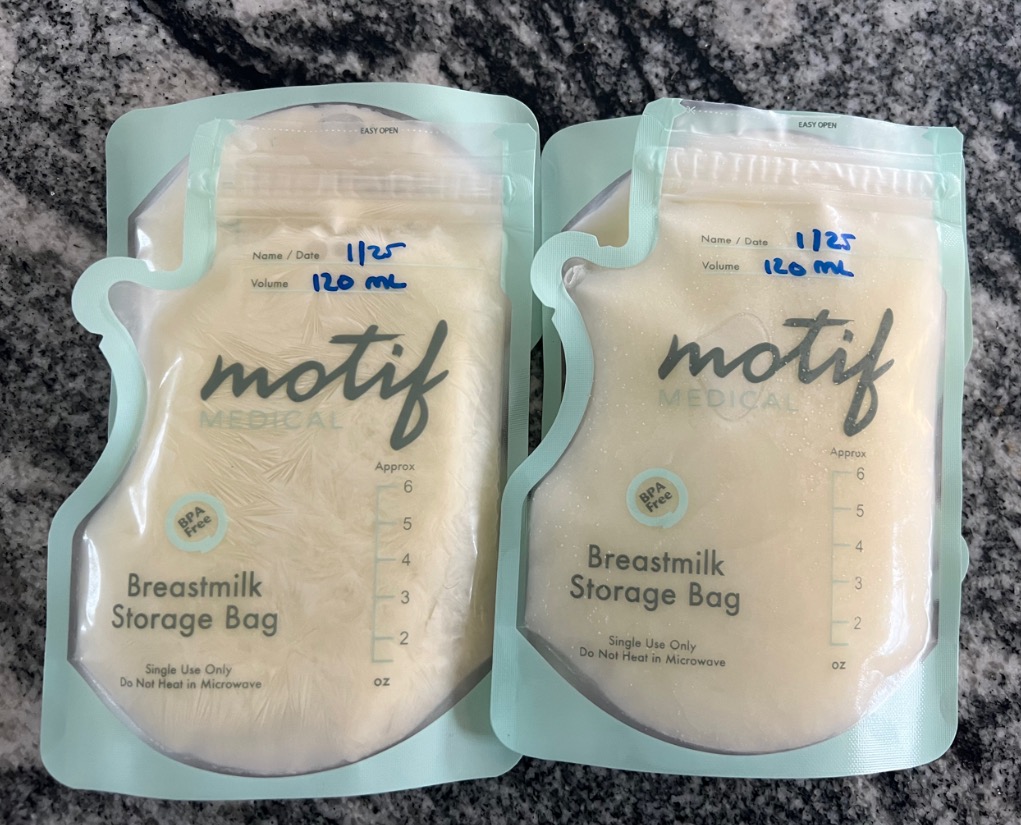 EASY OPEN
Name / Date 1/25
Volume 120 mL
motif
MEDICAL
Approx
6
5
4
3
2
oz
BPA
Free
Breastmilk
Storage Bag
Single Use Only
Do Not Heat in Microwave
EASY OPEN
Name / Date 1/25
Volume 120 mL
motif
MEDICAL
Approx
6
5
4
3
2
oz
BPA
Free
Breastmilk
Storage Bag
Single Use Only
Do Not Heat in Microwave